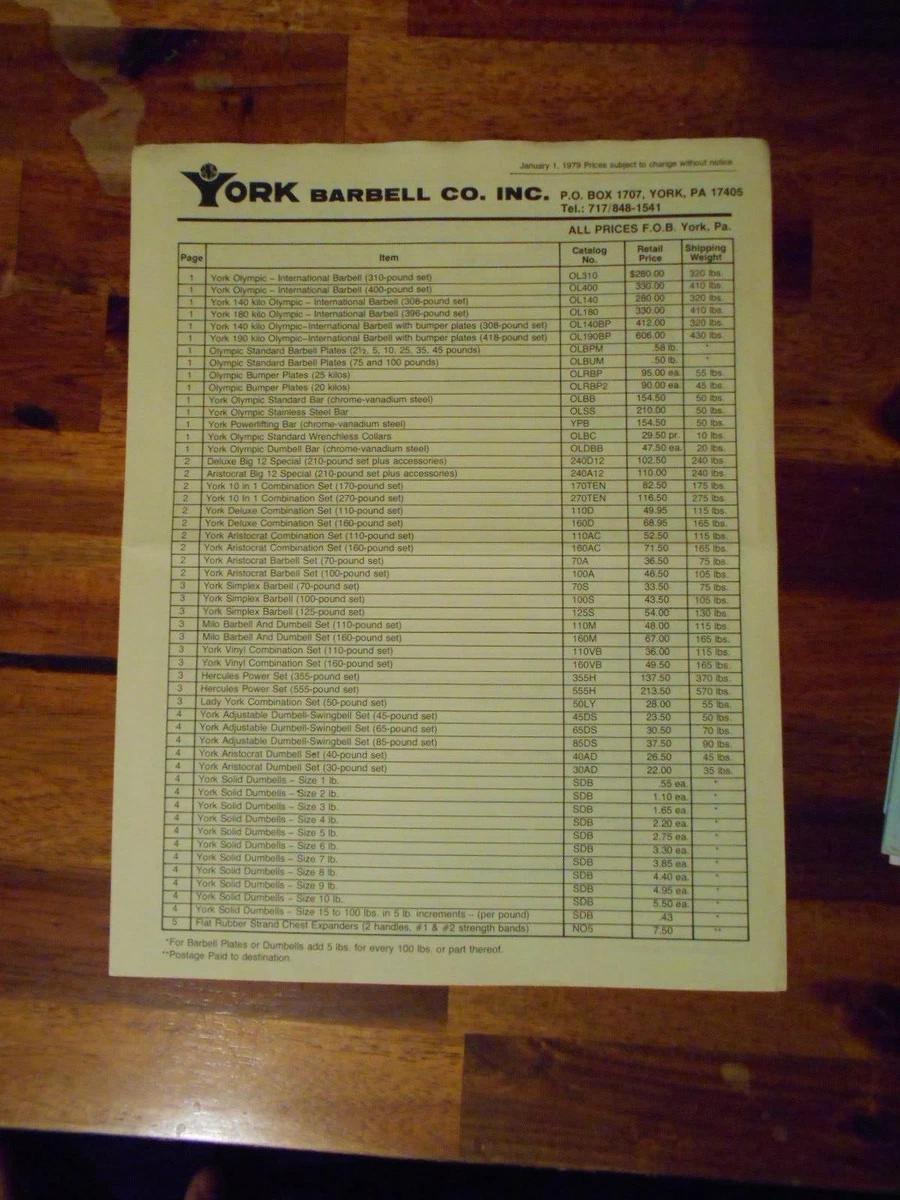 January 1, 1979 Prices subject to change without notice
YORK BARBELL CO. INC. P.O. BOX 1707, YORK, PA 17405
Tel.: 717/848-1541
ALL PRICES F.O.B. York, Pa.
Page Item Catalog No. Retail Price Shipping Weight
1 York Olympic – International Barbell (310-pound set) OL310 $280.00 320 lbs.
1 York Olympic – International Barbell (400-pound set) OL400 330.00 410 lbs.
1 York 140 kilo Olympic – International Barbell (308-pound set) OL140 280.00 320 lbs.
1 York 180 kilo Olympic – International Barbell (396-pound set) OL180 330.00 410 lbs.
1 York 140 kilo Olympic–International Barbell with bumper plates (308-pound set) OL140BP 412.00 320 lbs.
1 York 190 kilo Olympic–International Barbell with bumper plates (418-pound set) OL190BP 606.00 430 lbs.
1 Olympic Standard Barbell Plates (2½, 5, 10, 25, 35, 45 pounds) OLBPM .58 lb. *
1 Olympic Standard Barbell Plates (75 and 100 pounds) OLBUM .50 lb. *
1 Olympic Bumper Plates (25 kilos) OLRBP 95.00 ea. 55 lbs.
1 Olympic Bumper Plates (20 kilos) OLRBP2 90.00 ea. 45 lbs.
1 York Olympic Standard Bar (chrome-vanadium steel) OLBB 154.50 50 lbs.
1 York Olympic Stainless Steel Bar OLSS 210.00 50 lbs.
1 York Powerlifting Bar (chrome-vanadium steel) YPB 154.50 50 lbs.
1 York Olympic Standard Wrenchless Collars OLBC 29.50 pr. 10 lbs.
1 York Olympic Dumbell Bar (chrome-vanadium steel) OLDBB 47.50 ea. 20 lbs.
2 Deluxe Big 12 Special (210-pound set plus accessories) 240D12 102.50 240 lbs.
2 Aristocrat Big 12 Special (210-pound set plus accessories) 240A12 110.00 240 lbs.
2 York 10 in 1 Combination Set (170-pound set) 170TEN 82.50 175 lbs.
2 York 10 In 1 Combination Set (270-pound set) 270TEN 116.50 275 lbs.
2 York Deluxe Combination Set (110-pound set) 110D 49.95 115 lbs.
2 York Deluxe Combination Set (160-pound set) 160D 68.95 165 lbs.
2 York Aristocrat Combination Set (110-pound set) 110AC 52.50 115 lbs.
2 York Aristocrat Combination Set (160-pound set) 160AC 71.50 165 lbs.
2 York Aristocrat Barbell Set (70-pound set) 70A 36.50 75 lbs.
2 York Aristocrat Barbell Set (100-pound set) 100A 46.50 105 lbs.
3 York Simplex Barbell (70-pound set) 70S 33.50 75 lbs.
3 York Simplex Barbell (100-pound set) 100S 43.50 105 lbs.
3 York Simplex Barbell (125-pound set) 125S 54.00 130 lbs.
3 Milo Barbell And Dumbell Set (110-pound set) 110M 48.00 115 lbs.
3 Milo Barbell And Dumbell Set (160-pound set) 160M 67.00 165 lbs.
3 York Vinyl Combination Set (110-pound set) 110VB 36.00 115 lbs.
3 York Vinyl Combination Set (160-pound set) 160VB 49.50 165 lbs.
3 Hercules Power Set (355-pound set) 355H 137.50 370 lbs.
3 Hercules Power Set (555-pound set) 555H 213.50 570 lbs.
3 Lady York Combination Set (50-pound set) 50LY 28.00 55 lbs.
4 York Adjustable Dumbell-Swingbell Set (45-pound set) 45DS 23.50 50 lbs.
4 York Adjustable Dumbell-Swingbell Set (65-pound set) 65DS 30.50 70 lbs.
4 York Adjustable Dumbell-Swingbell Set (85-pound set) 85DS 37.50 90 lbs.
4 York Aristocrat Dumbell Set (40-pound set) 40AD 26.50 45 lbs.
4 York Aristocrat Dumbell Set (30-pound set) 30AD 22.00 35 lbs.
4 York Solid Dumbells – Size 1 lb. SDB .55 ea. *
4 York Solid Dumbells – Size 2 lb. SDB 1.10 ea. *
4 York Solid Dumbells – Size 3 lb. SDB 1.65 ea. *
4 York Solid Dumbells – Size 4 lb. SDB 2.20 ea. *
4 York Solid Dumbells – Size 5 lb. SDB 2.75 ea. *
4 York Solid Dumbells – Size 6 lb. SDB 3.30 ea. *
4 York Solid Dumbells – Size 7 lb. SDB 3.85 ea. *
4 York Solid Dumbells – Size 8 lb. SDB 4.40 ea. *
4 York Solid Dumbells – Size 9 lb. SDB 4.95 ea. *
4 York Solid Dumbells – Size 10 lb. SDB 5.50 ea. *
4 York Solid Dumbells – Size 15 to 100 lbs. in 5 lb. increments – (per pound) SDB .43 *
5 Flat Rubber Strand Chest Expanders (2 handles, #1 & #2 strength bands) NO5 7.50 **
*For Barbell Plates or Dumbells add 5 lbs. for every 100 lbs. or part thereof.
**Postage Paid to destination.